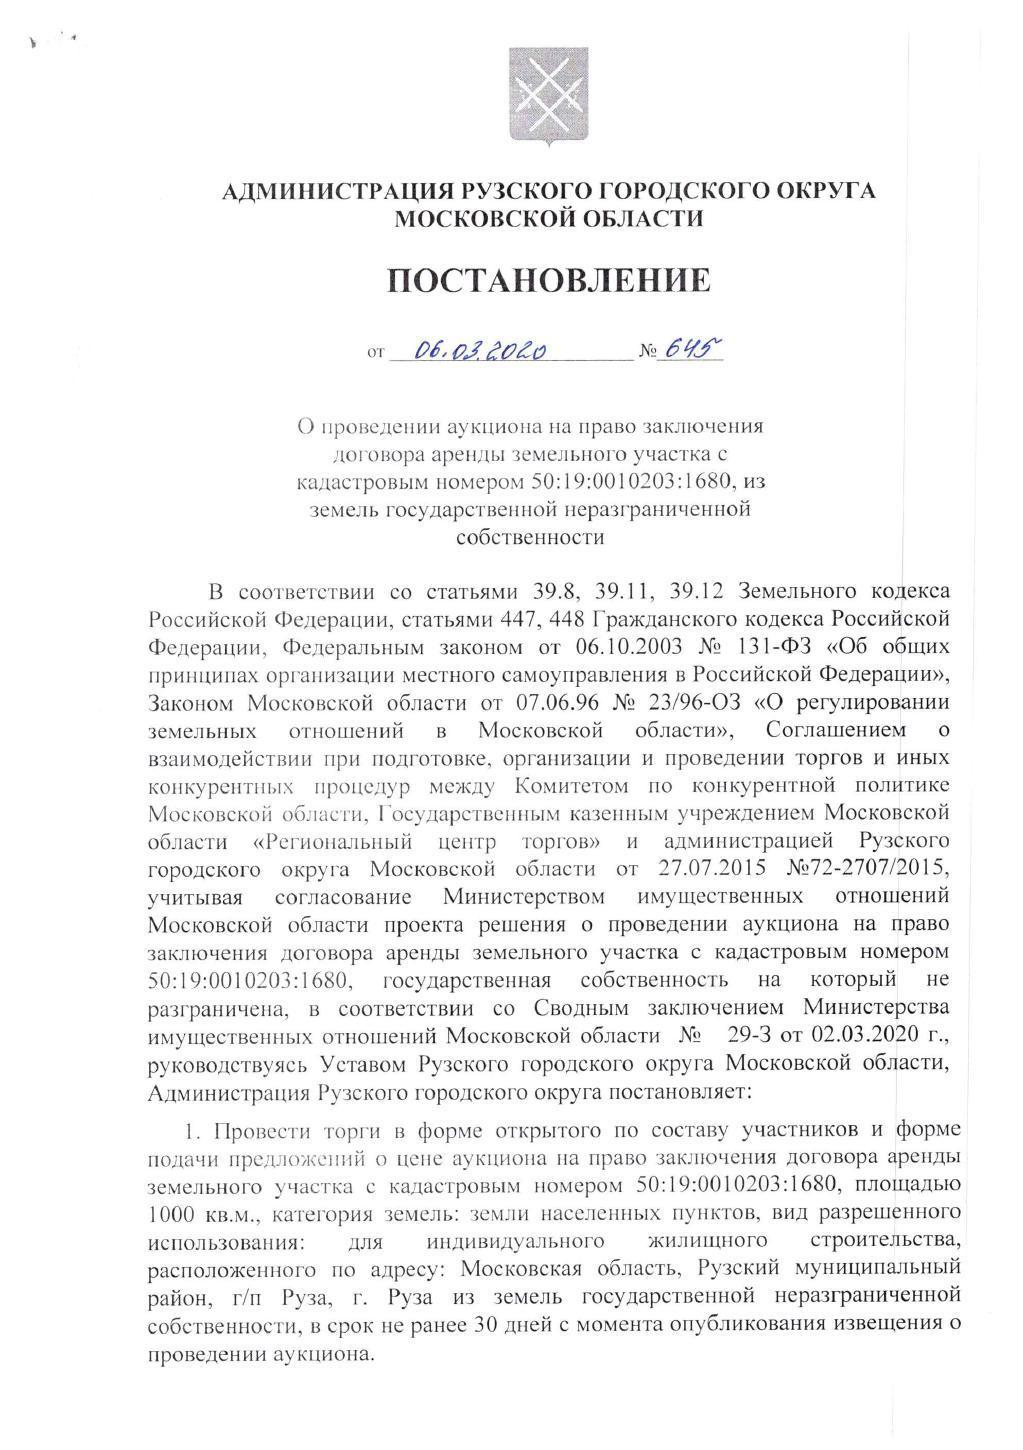 АДМИНИСТРАЦИЯ РУЗСКОГО ГОРОДСКОГО ОКРУГА
МОСКОВСКОЙ ОБЛАСТИ
ПОСТАНОВЛЕНИЕ
от 06.03.2020 № 645
О проведении аукциона на право заключения
договора аренды земельного участка с
кадастровым номером 50:19:0010203:1680, из
земель государственной неразграниченной
собственности
В соответствии со статьями 39.8, 39.11, 39.12 Земельного кодекса
Российской Федерации, статьями 447, 448 Гражданского кодекса Российской
Федерации, Федеральным законом от 06.10.2003 № 131-ФЗ «Об общих
принципах организации местного самоуправления в Российской Федерации»,
Законом Московской области от 07.06.96 № 23/96-ОЗ «О регулировании
земельных отношений в Московской области», Соглашением о
взаимодействии при подготовке, организации и проведении торгов и иных
конкурентных процедур между Комитетом по конкурентной политике
Московской области, Государственным казенным учреждением Московской
области «Региональный центр торгов» и администрацией Рузского
городского округа Московской области от 27.07.2015 №72-2707/2015,
учитывая согласование Министерством имущественных отношений
Московской области проекта решения о проведении аукциона на право
заключения договора аренды земельного участка с кадастровым номером
50:19:0010203:1680, государственная собственность на который не
разграничена, в соответствии со Сводным заключением Министерства
имущественных отношений Московской области № 29-З от 02.03.2020 г.,
руководствуясь Уставом Рузского городского округа Московской области,
Администрация Рузского городского округа постановляет:
1. Провести торги в форме открытого по составу участников и форме
подачи предложений о цене аукциона на право заключения договора аренды
земельного участка с кадастровым номером 50:19:0010203:1680, площадью
1000 кв.м., категория земель: земли населенных пунктов, вид разрешенного
использования: для индивидуального жилищного строительства,
расположенного по адресу: Московская область, Рузский муниципальный
район, г/п Руза, г. Руза из земель государственной неразграниченной
собственности, в срок не ранее 30 дней с момента опубликования извещения о
проведении аукциона.